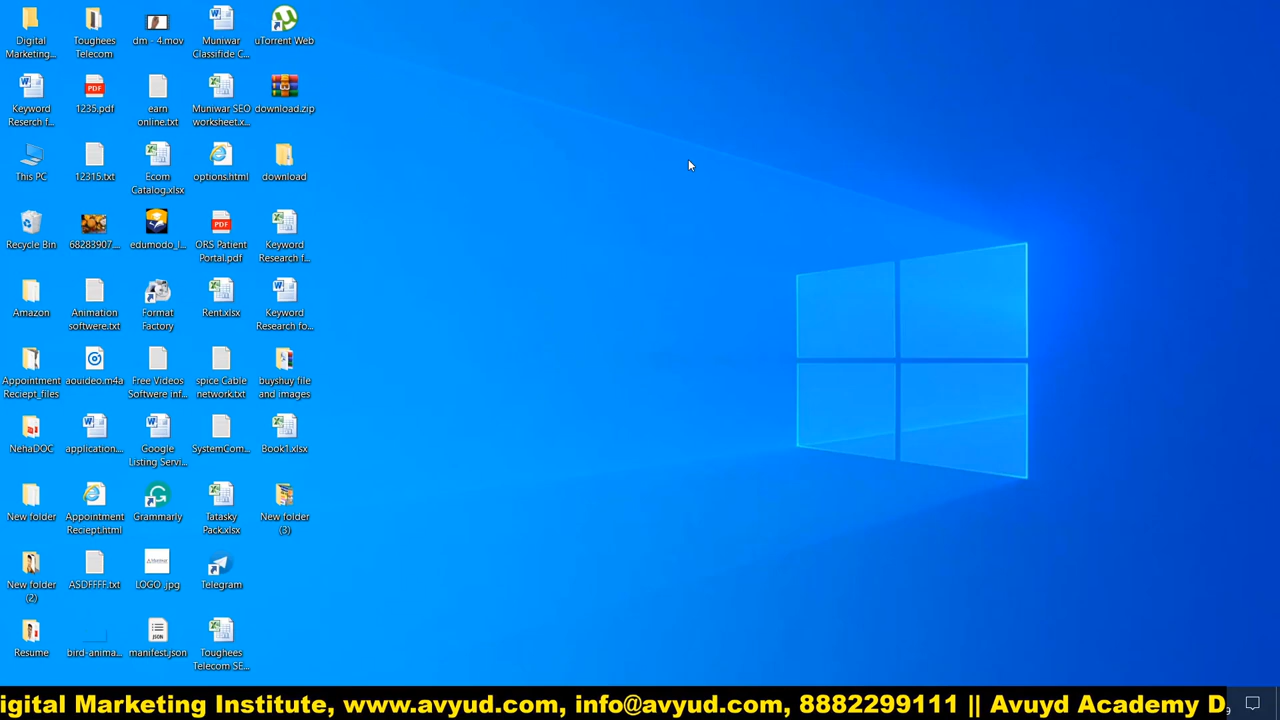 Digital
Marketing...
Toughees
Telecom
dm - 4.mov
Muniwar
Classifide C...
uTorrent Web
Keyword
Reserch f...
1235.pdf
earn
online.txt
Muniwar SEO
worksheet.x...
download.zip
This PC
12315.txt
Ecom
Catalog.xlsx
options.html
download
Recycle Bin
68283907_...
edumodo_l...
ORS Patient
Portal.pdf
Keyword
Research f...
Amazon
Animation
softwere.txt
Format
Factory
Rent.xlsx
Keyword
Research fo...
Appointment
Reciept_files
aouideo.m4a
Free Videos
Softwere inf...
spice Cable
network.txt
buyshuy file
and images
NehaDOC
application....
Google
Listing Servi...
SystemCom...
Book1.xlsx
New folder
Appointment
Reciept.html
Grammarly
Tatasky
Pack.xlsx
New folder
(3)
New folder
(2)
ASDFFFF.txt
LOGO .jpg
Telegram
Resume
bird-anima...
manifest.json
Toughees
Telecom SE...
igital Marketing Institute, www.avyud.com, info@avyud.com, 8882299111 || Avuyd Academy D